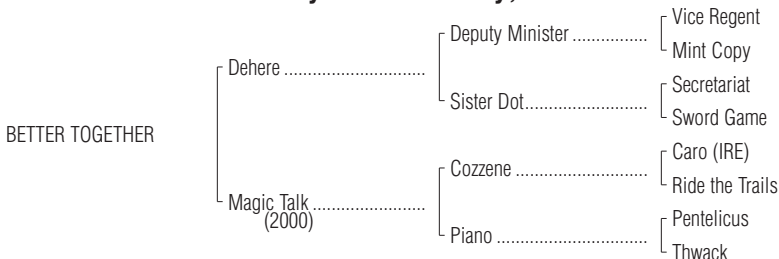 Vice Regent
Deputy Minister ................
Mint Copy
Dehere .............................
Secretariat
Sister Dot.........................
Sword Game
BETTER TOGETHER
Caro (IRE)
Cozzene ...........................
Ride the Trails
Magic Talk .......................
(2000)
Pentelicus
Piano ...............................
Thwack